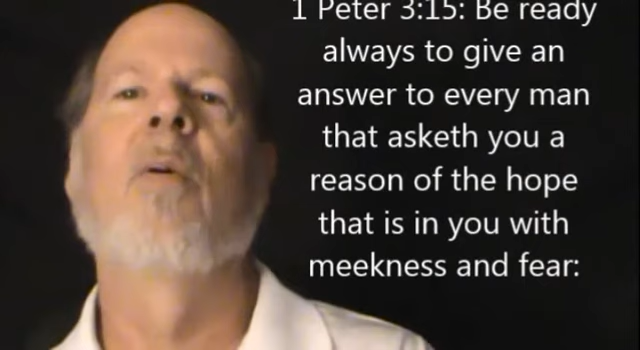 1 Peter 3:15: Be ready
always to give an
answer to every man
that asketh you a
reason of the hope
that is in you with
meekness and fear: